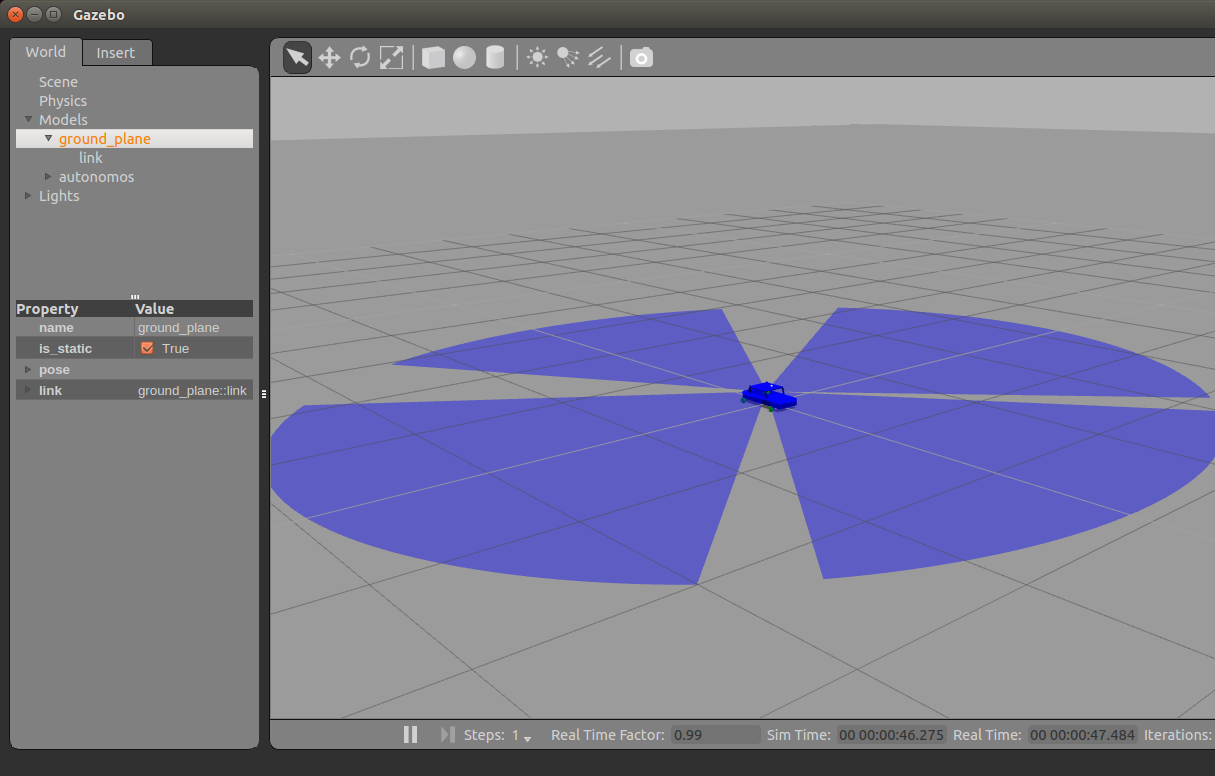 Gazebo
World Insert
Scene
Physics
Models
ground_plane
link
autonomos
Lights
Property Value
name ground_plane
is_static True
pose
link ground_plane::link
Steps: 1 Real Time Factor: 0.99 Sim Time: 00 00:00:46.275 Real Time: 00 00:00:47.484 Iterations: